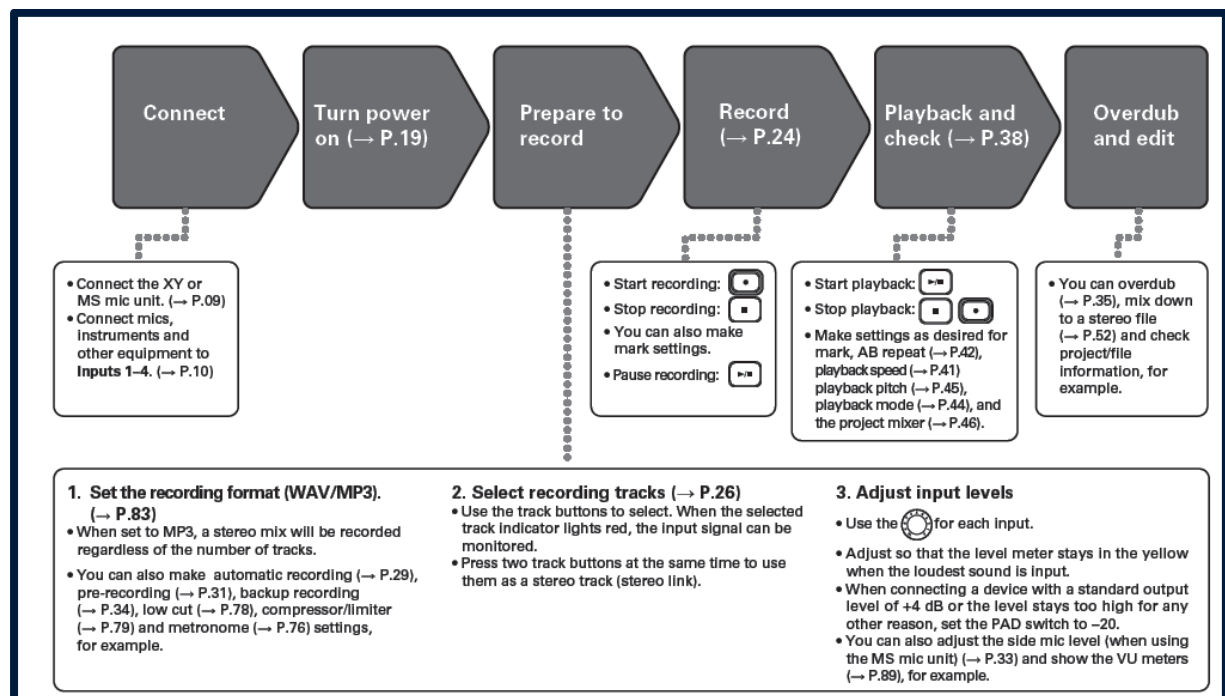 Connect
Turn power
on (→ P.19)
Prepare to
record
Record
(→ P.24)
Playback and
check (→ P.38)
Overdub
and edit
• Connect the XY or
MS mic unit. (→ P.09)
• Connect mics,
instruments and
other equipment to
Inputs 1–4. (→ P.10)
• Start recording:
• Stop recording:
• You can also make
mark settings.
• Pause recording:
• Start playback:
• Stop playback:
• Make settings as desired for
mark, AB repeat (→ P.42),
playback speed (→ P.41)
playback pitch (→ P.45),
playback mode (→ P.44), and
the project mixer (→ P.46).
• You can overdub
(→ P.35), mix down
to a stereo file
(→ P.52) and check
project/file
information, for
example.
1. Set the recording format (WAV/MP3).
(→ P.83)
• When set to MP3, a stereo mix will be recorded
regardless of the number of tracks.
• You can also make automatic recording (→ P.29),
pre-recording (→ P.31), backup recording
(→ P.34), low cut (→ P.78), compressor/limiter
(→ P.79) and metronome (→ P.76) settings,
for example.
2. Select recording tracks (→ P.26)
• Use the track buttons to select. When the selected
track indicator lights red, the input signal can be
monitored.
• Press two track buttons at the same time to use
them as a stereo track (stereo link).
3. Adjust input levels
• Use the for each input.
• Adjust so that the level meter stays in the yellow
when the loudest sound is input.
• When connecting a device with a standard output
level of +4 dB or the level stays too high for any
other reason, set the PAD switch to −20.
• You can also adjust the side mic level (when using
the MS mic unit) (→ P.33) and show the VU meters
(→ P.89), for example.